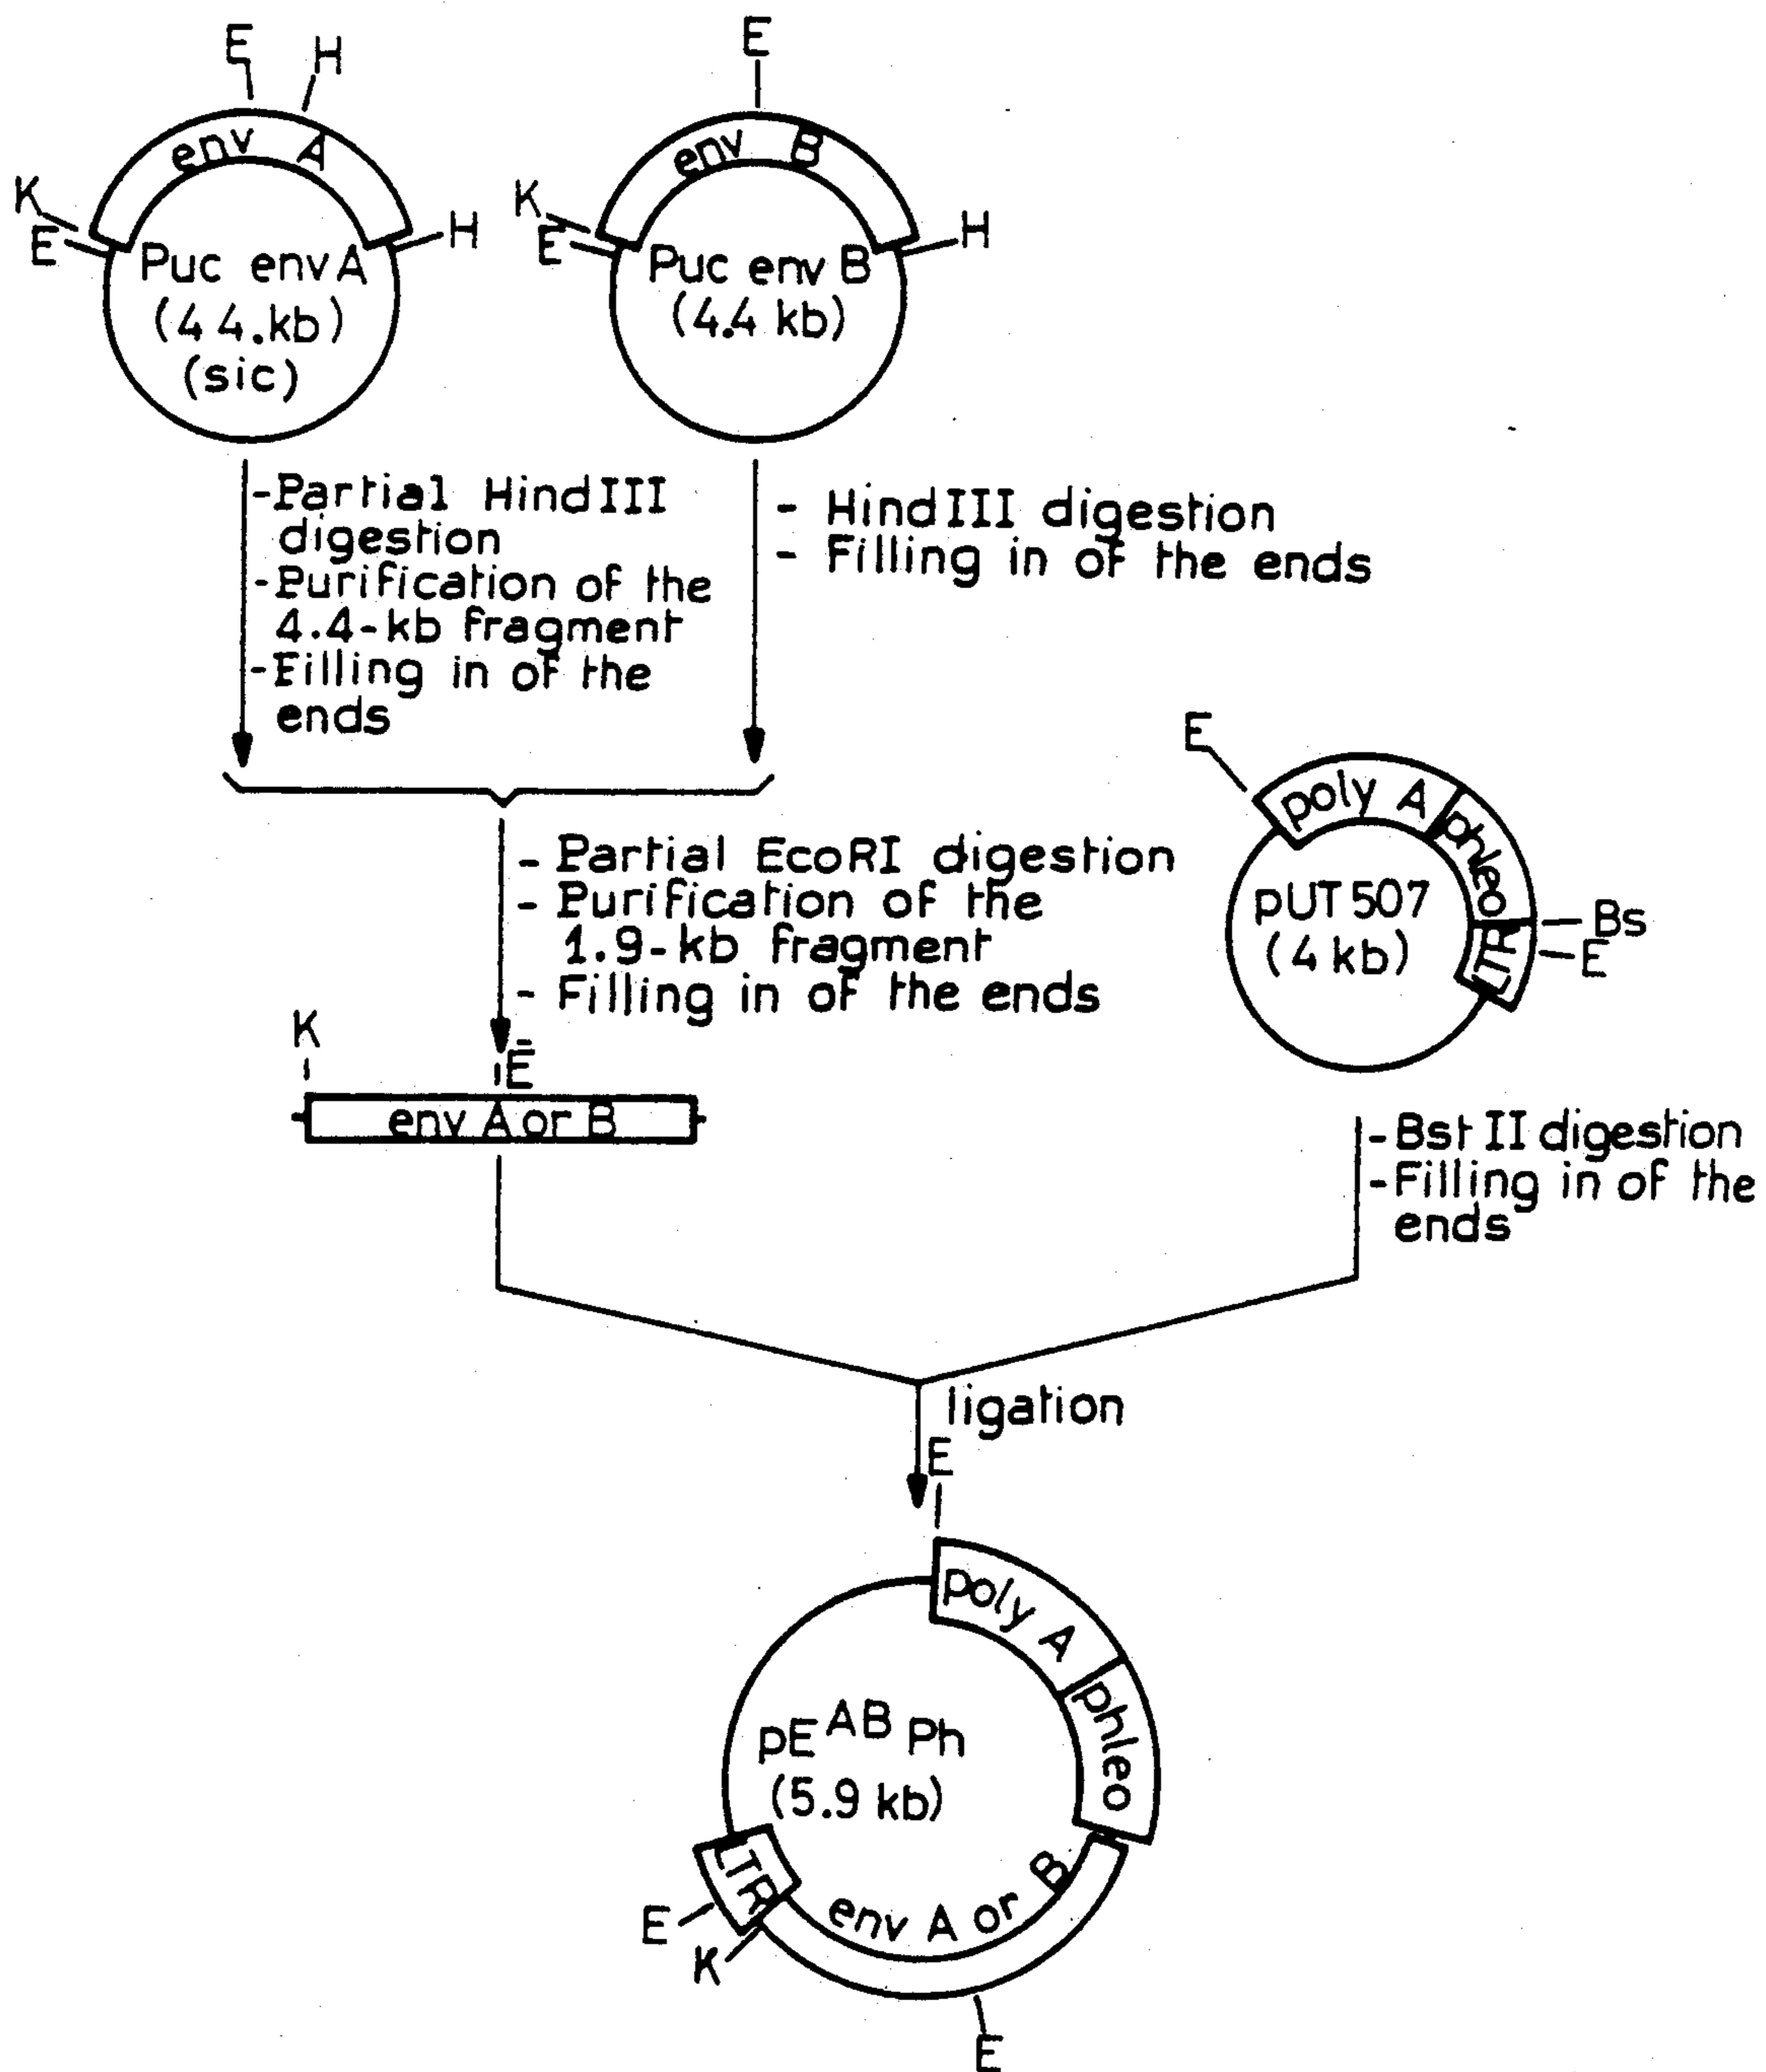 E
H
env A
K
E
H
Puc env A
(4 4.kb)
(sic)
E
env B
K
E
H
Puc env B
(4.4 kb)
-Partial HindIII
digestion
-Purification of the
4.4-kb fragment
-Filling in of the
ends
- HindIII digestion
- Filling in of the ends
- Partial EcoRI digestion
- Purification of the
1.9-kb fragment
- Filling in of the ends
E
poly A
phleo
LTR
Bs
E
pUT 507
(4 kb)
K
E
env A or B
-Bst II digestion
-Filling in of the
ends
ligation
E
poly A
phleo
pE AB Ph
(5.9 kb)
LTR
env A or B
E
K
E